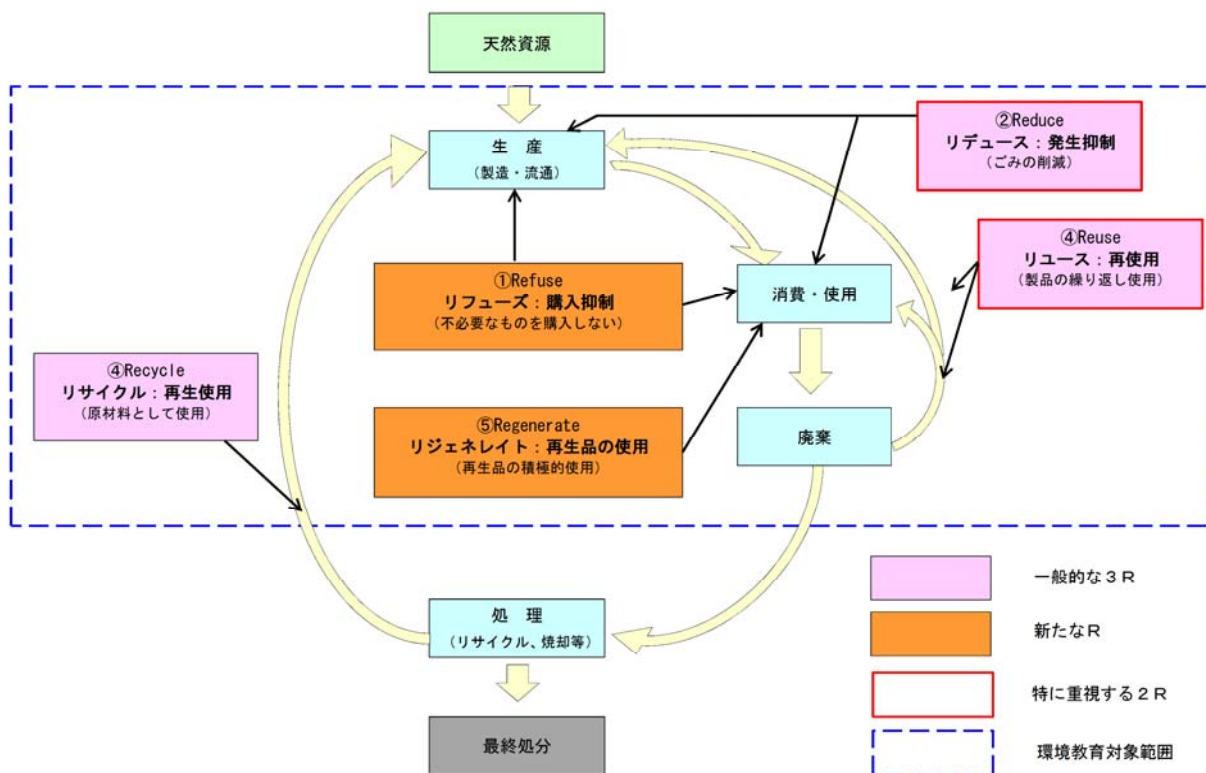 天然資源
②Reduce
リデュース：発生抑制
（ごみの削減）
生　産
（製造・流通）
④Reuse
リユース：再使用
（製品の繰り返し使用）
①Refuse
リフューズ：購入抑制
（不必要なものを購入しない）
消費・使用
④Recycle
リサイクル：再生使用
（原材料として使用）
⑤Regenerate
リジェネレイト：再生品の使用
（再生品の積極的使用）
廃棄
処　理
（リサイクル、焼却等）
最終処分
一般的な３Ｒ
新たなＲ
特に重視する２Ｒ
環境教育対象範囲